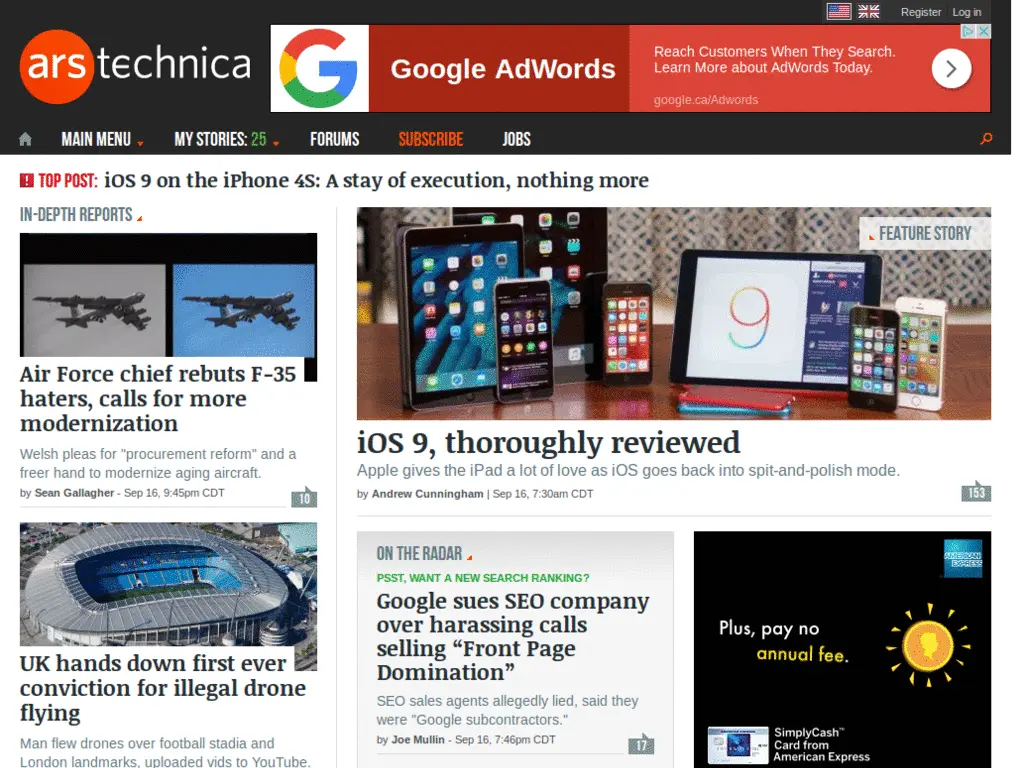 Register Log in
ars technica
Google AdWords
Reach Customers When They Search.
Learn More about AdWords Today.
google.ca/Adwords
MAIN MENU MY STORIES: 25 FORUMS SUBSCRIBE JOBS
TOP POST: iOS 9 on the iPhone 4S: A stay of execution, nothing more
IN-DEPTH REPORTS
Air Force chief rebuts F-35
haters, calls for more
modernization
Welsh pleas for "procurement reform" and a
freer hand to modernize aging aircraft.
by Sean Gallagher - Sep 16, 9:45pm CDT
10
UK hands down first ever
conviction for illegal drone
flying
Man flew drones over football stadia and
London landmarks, uploaded vids to YouTube.
FEATURE STORY
9
iOS 9, thoroughly reviewed
Apple gives the iPad a lot of love as iOS goes back into spit-and-polish mode.
by Andrew Cunningham | Sep 16, 7:30am CDT
153
ON THE RADAR
PSST, WANT A NEW SEARCH RANKING?
Google sues SEO company
over harassing calls
selling “Front Page
Domination”
SEO sales agents allegedly lied, said they
were "Google subcontractors."
by Joe Mullin - Sep 16, 7:46pm CDT
17
AMERICAN
EXPRESS
Plus, pay no
annual fee.
SimplyCash™
Card from
American Express